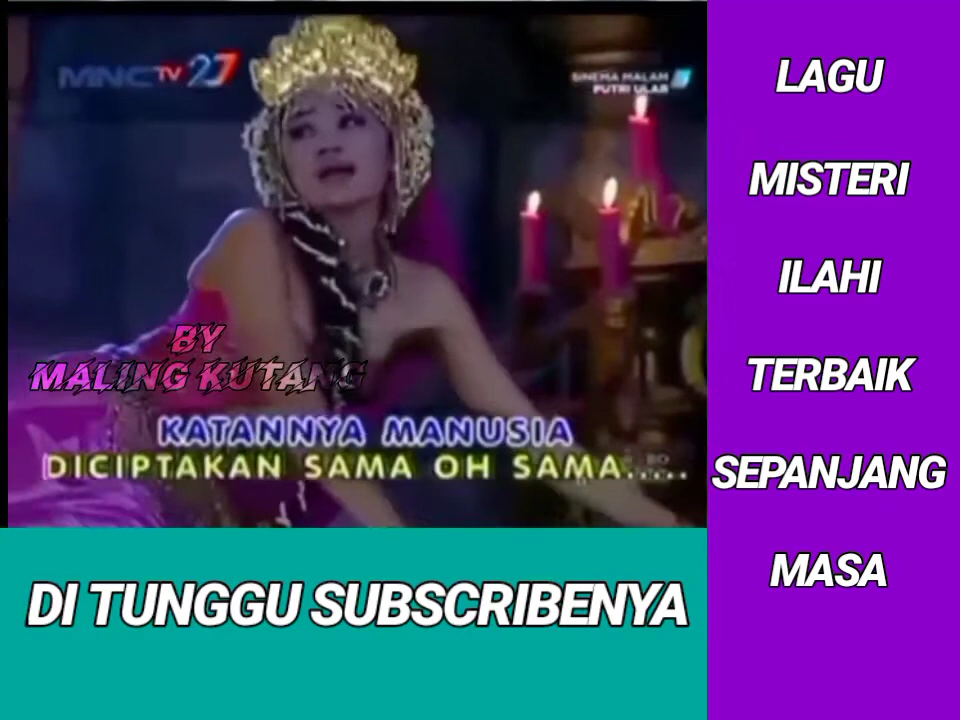 MNCTV 27
SINEMA MALAM
PUTRI ULAR
BY
MALING KUTANG
KATANNYA MANUSIA
DICIPTAKAN SAMA OH SAMA.....
LAGU
MISTERI
ILAHI
TERBAIK
SEPANJANG
MASA
DI TUNGGU SUBSCRIBENYA